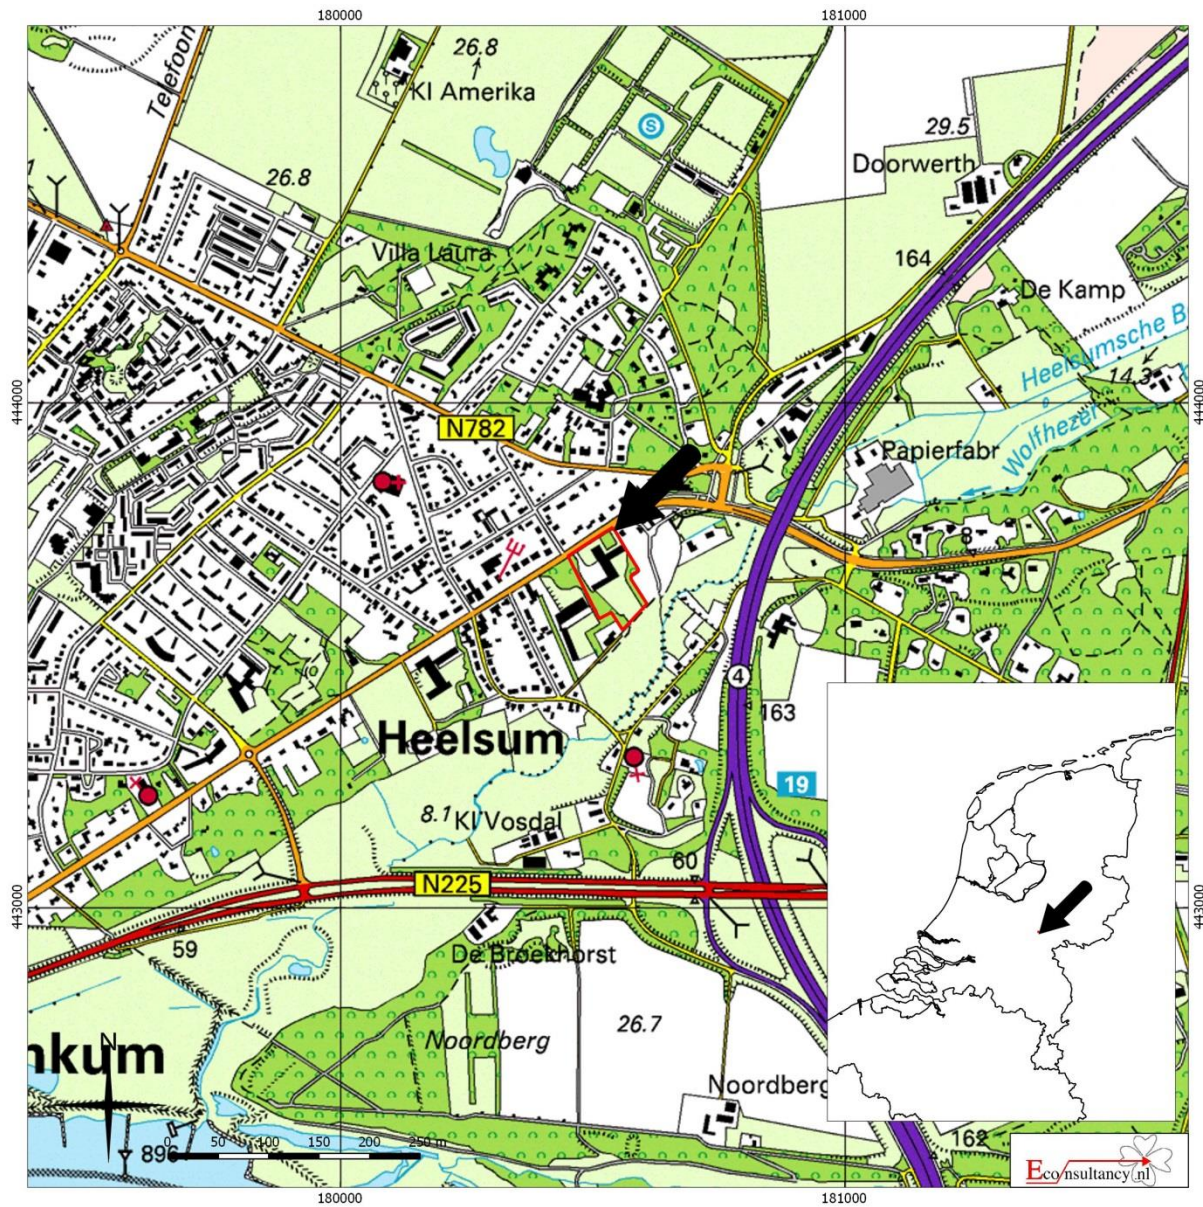 180000
181000
26.8
Kl Amerika
Telefoon
S
29.5
Doorwerth
26.8
Villa Laura
164
De Kamp
Heelsumsche B
14.3
444000
444000
N782
Papierfabr
Wolfhezer
8
4
163
Heelsum
19
8.1
Kl Vosdal
60
N225
443000
443000
59
De Broekhorst
26.7
Noordberg
nkum
N
Noordberg
0 50 100 150 200 250 m
896
162
Econsultancy.nl
180000
181000